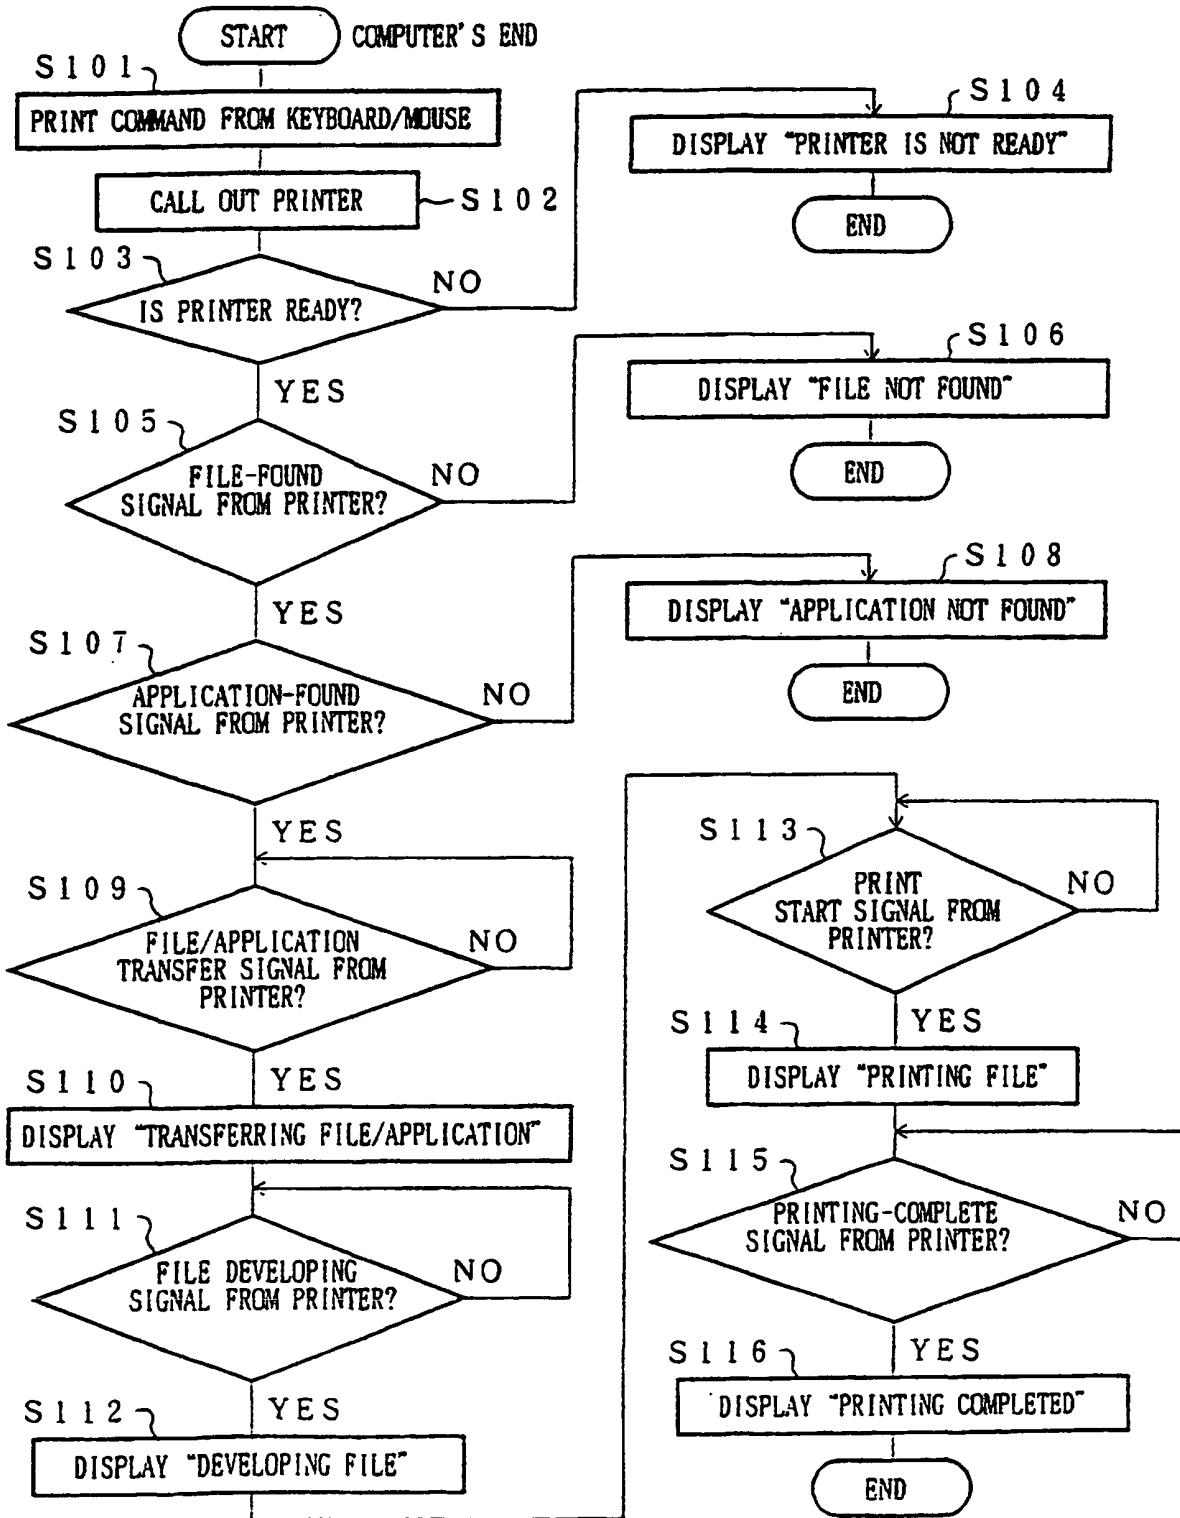 START
COMPUTER'S END
S101
PRINT COMMAND FROM KEYBOARD/MOUSE
CALL OUT PRINTER
S102
S103
IS PRINTER READY?
NO
YES
S104
DISPLAY "PRINTER IS NOT READY"
END
S105
FILE-FOUND
SIGNAL FROM PRINTER?
NO
YES
S106
DISPLAY "FILE NOT FOUND"
END
S107
APPLICATION-FOUND
SIGNAL FROM PRINTER?
NO
YES
S108
DISPLAY "APPLICATION NOT FOUND"
END
S109
FILE/APPLICATION
TRANSFER SIGNAL FROM
PRINTER?
NO
YES
S110
DISPLAY "TRANSFERRING FILE/APPLICATION"
S111
FILE DEVELOPING
SIGNAL FROM PRINTER?
NO
YES
S112
DISPLAY "DEVELOPING FILE"
S113
PRINT
START SIGNAL FROM
PRINTER?
NO
YES
S114
DISPLAY "PRINTING FILE"
S115
PRINTING-COMPLETE
SIGNAL FROM PRINTER?
NO
YES
S116
DISPLAY "PRINTING COMPLETED"
END